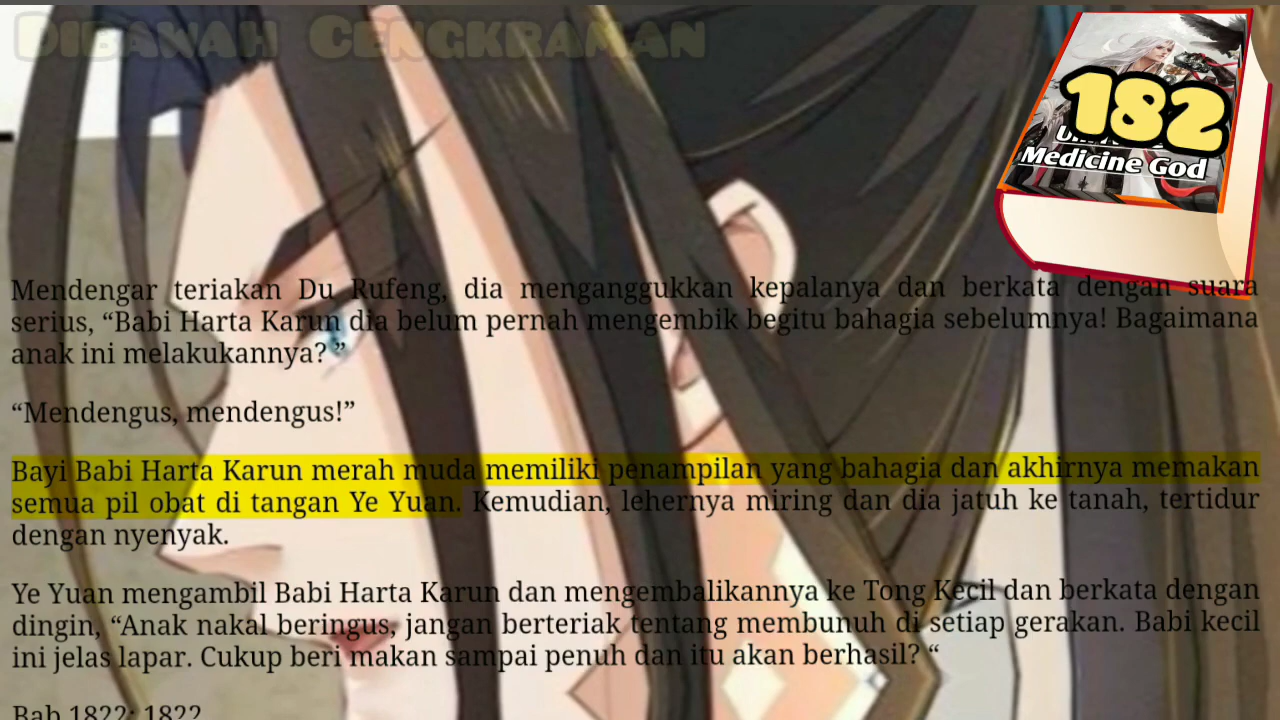 Dibawah Cengkraman
182
Medicine God
Mendengar teriakan Du Rufeng, dia menganggukkan kepalanya dan berkata dengan suara
serius, “Babi Harta Karun dia belum pernah mengembik begitu bahagia sebelumnya! Bagaimana
anak ini melakukannya? ”
“Mendengus, mendengus!”
Bayi Babi Harta Karun merah muda memiliki penampilan yang bahagia dan akhirnya memakan
semua pil obat di tangan Ye Yuan. Kemudian, lehernya miring dan dia jatuh ke tanah, tertidur
dengan nyenyak.
Ye Yuan mengambil Babi Harta Karun dan mengembalikannya ke Tong Kecil dan berkata dengan
dingin, “Anak nakal beringus, jangan berteriak tentang membunuh di setiap gerakan. Babi kecil
ini jelas lapar. Cukup beri makan sampai penuh dan itu akan berhasil? “
Bab 1822: 1822